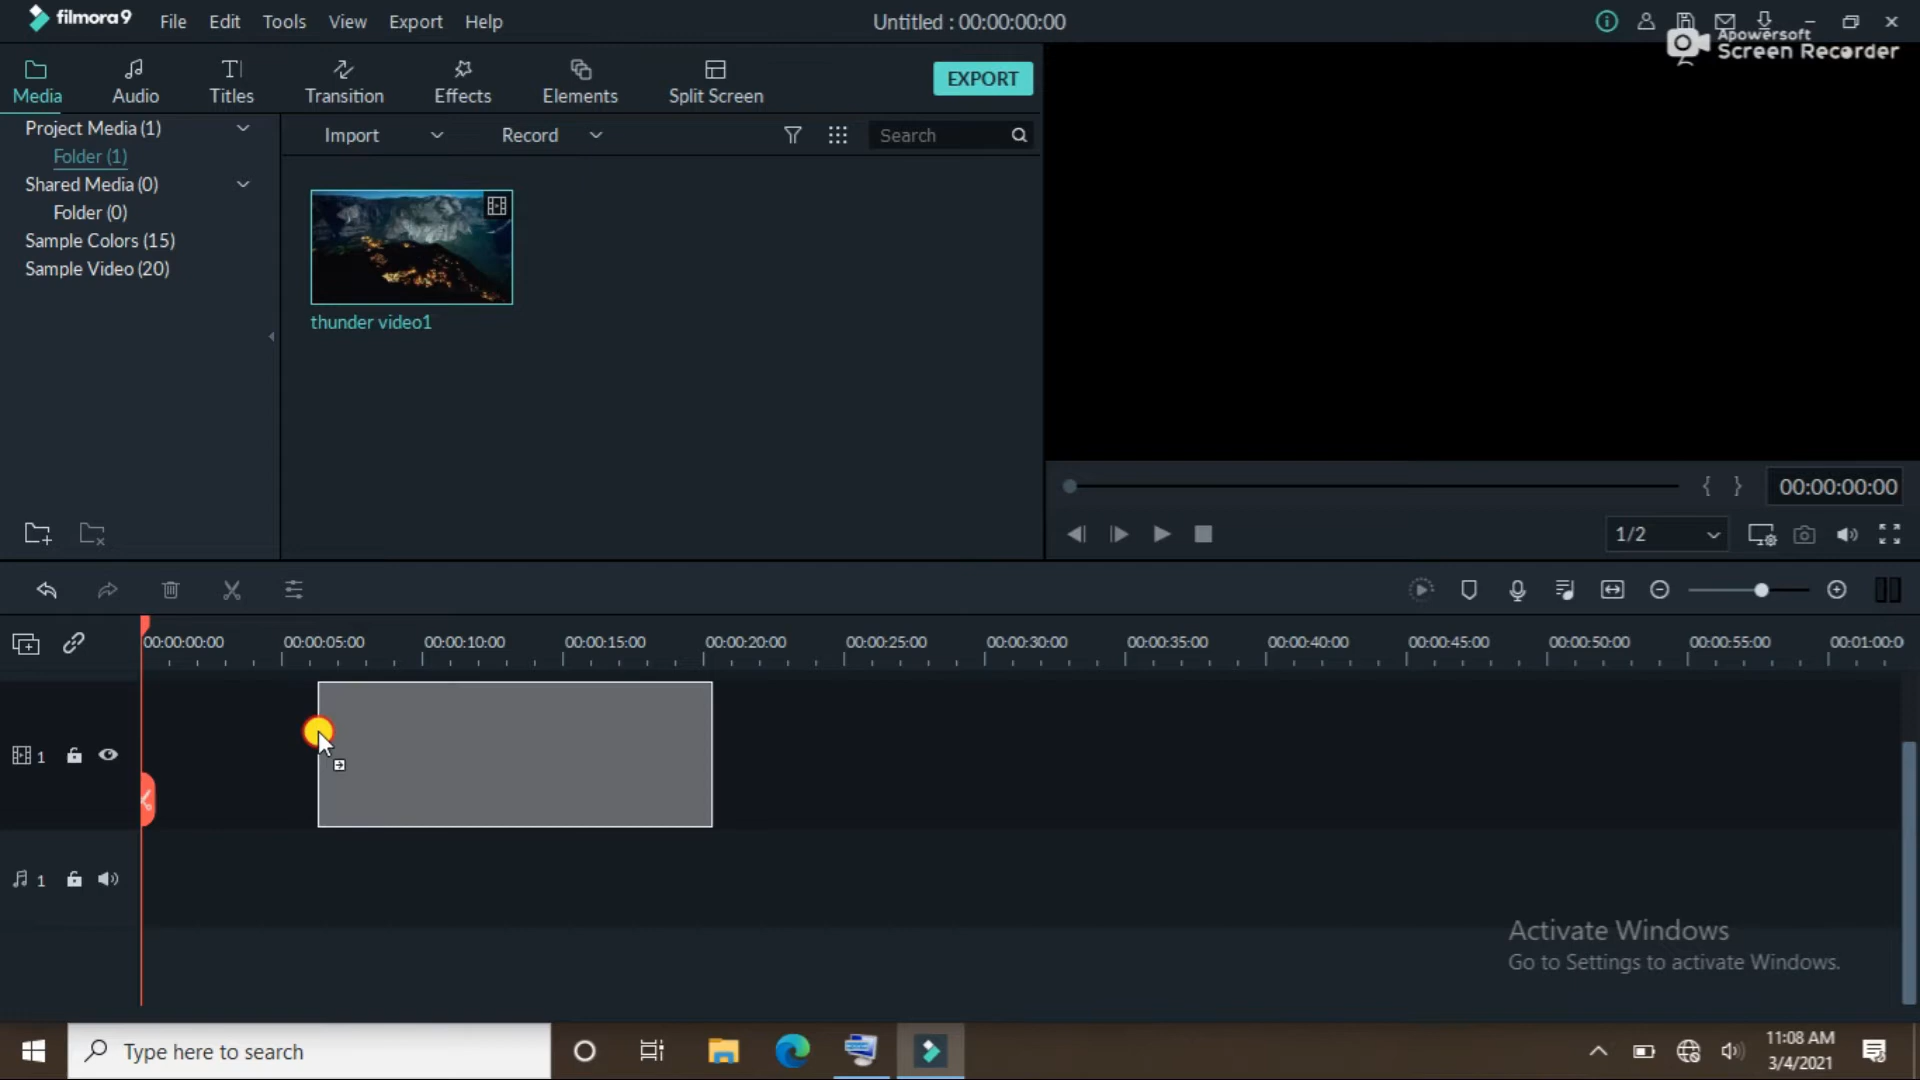 filmora9 File Edit Tools View Export Help Untitled : 00:00:00:00
Apowersoft
Screen Recorder
Media Audio Titles Transition Effects Elements Split Screen EXPORT
Project Media (1)
Folder (1)
Shared Media (0)
Folder (0)
Sample Colors (15)
Sample Video (20)
Import Record Search
thunder video1
00:00:00:00
1/2
00:00:00:00 00:00:05:00 00:00:10:00 00:00:15:00 00:00:20:00 00:00:25:00 00:00:30:00 00:00:35:00 00:00:40:00 00:00:45:00 00:00:50:00 00:00:55:00 00:01:00:0
1
1
Activate Windows
Go to Settings to activate Windows.
Type here to search
11:08 AM
3/4/2021